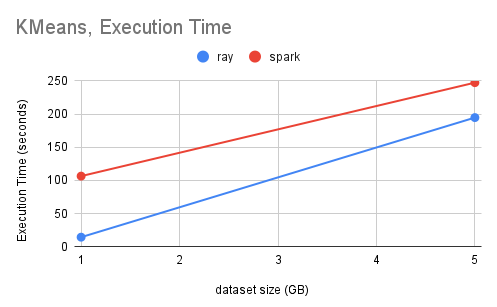 KMeans, Execution Time
ray spark
Execution Time (seconds)
250
200
150
100
50
0
1 2 3 4 5
dataset size (GB)